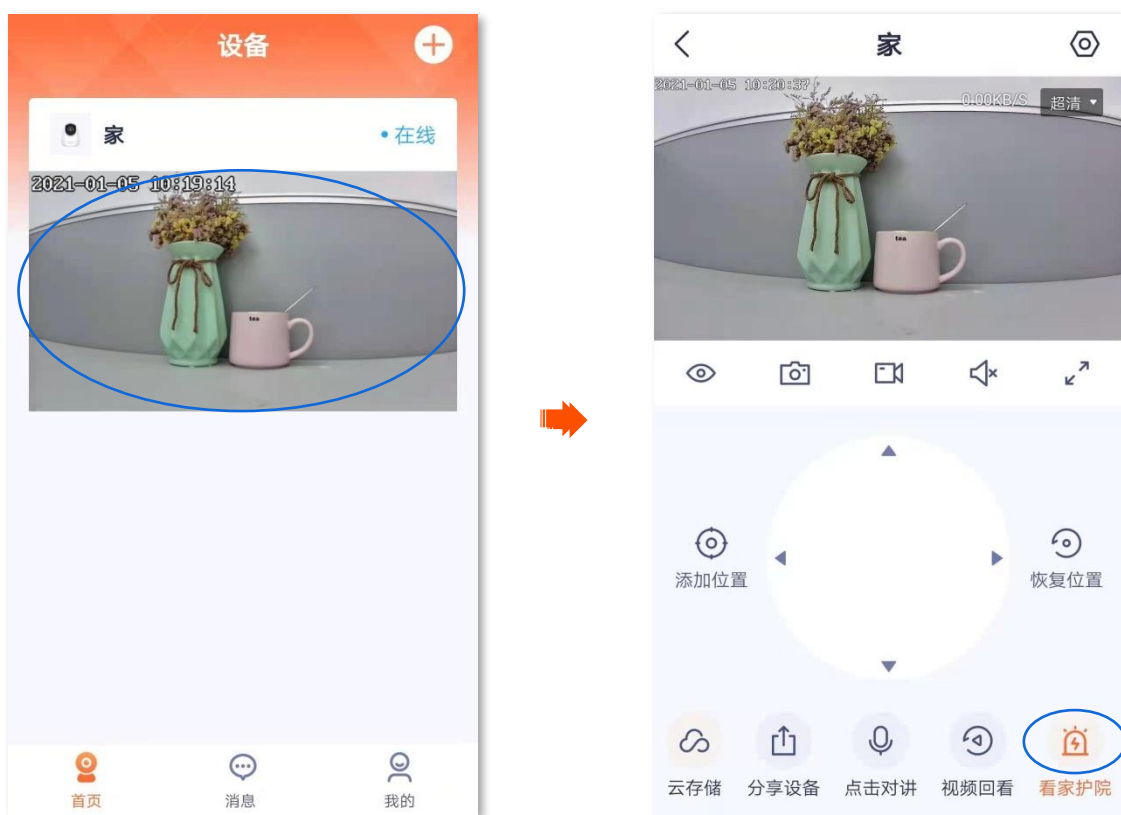 设备
家
•在线
2021-01-05 10:19:14
tea
首页
消息
我的
家
2021-01-05 10:20:37
0.00KB/S
超清
tea
添加位置
恢复位置
云存储
分享设备
点击对讲
视频回看
看家护院